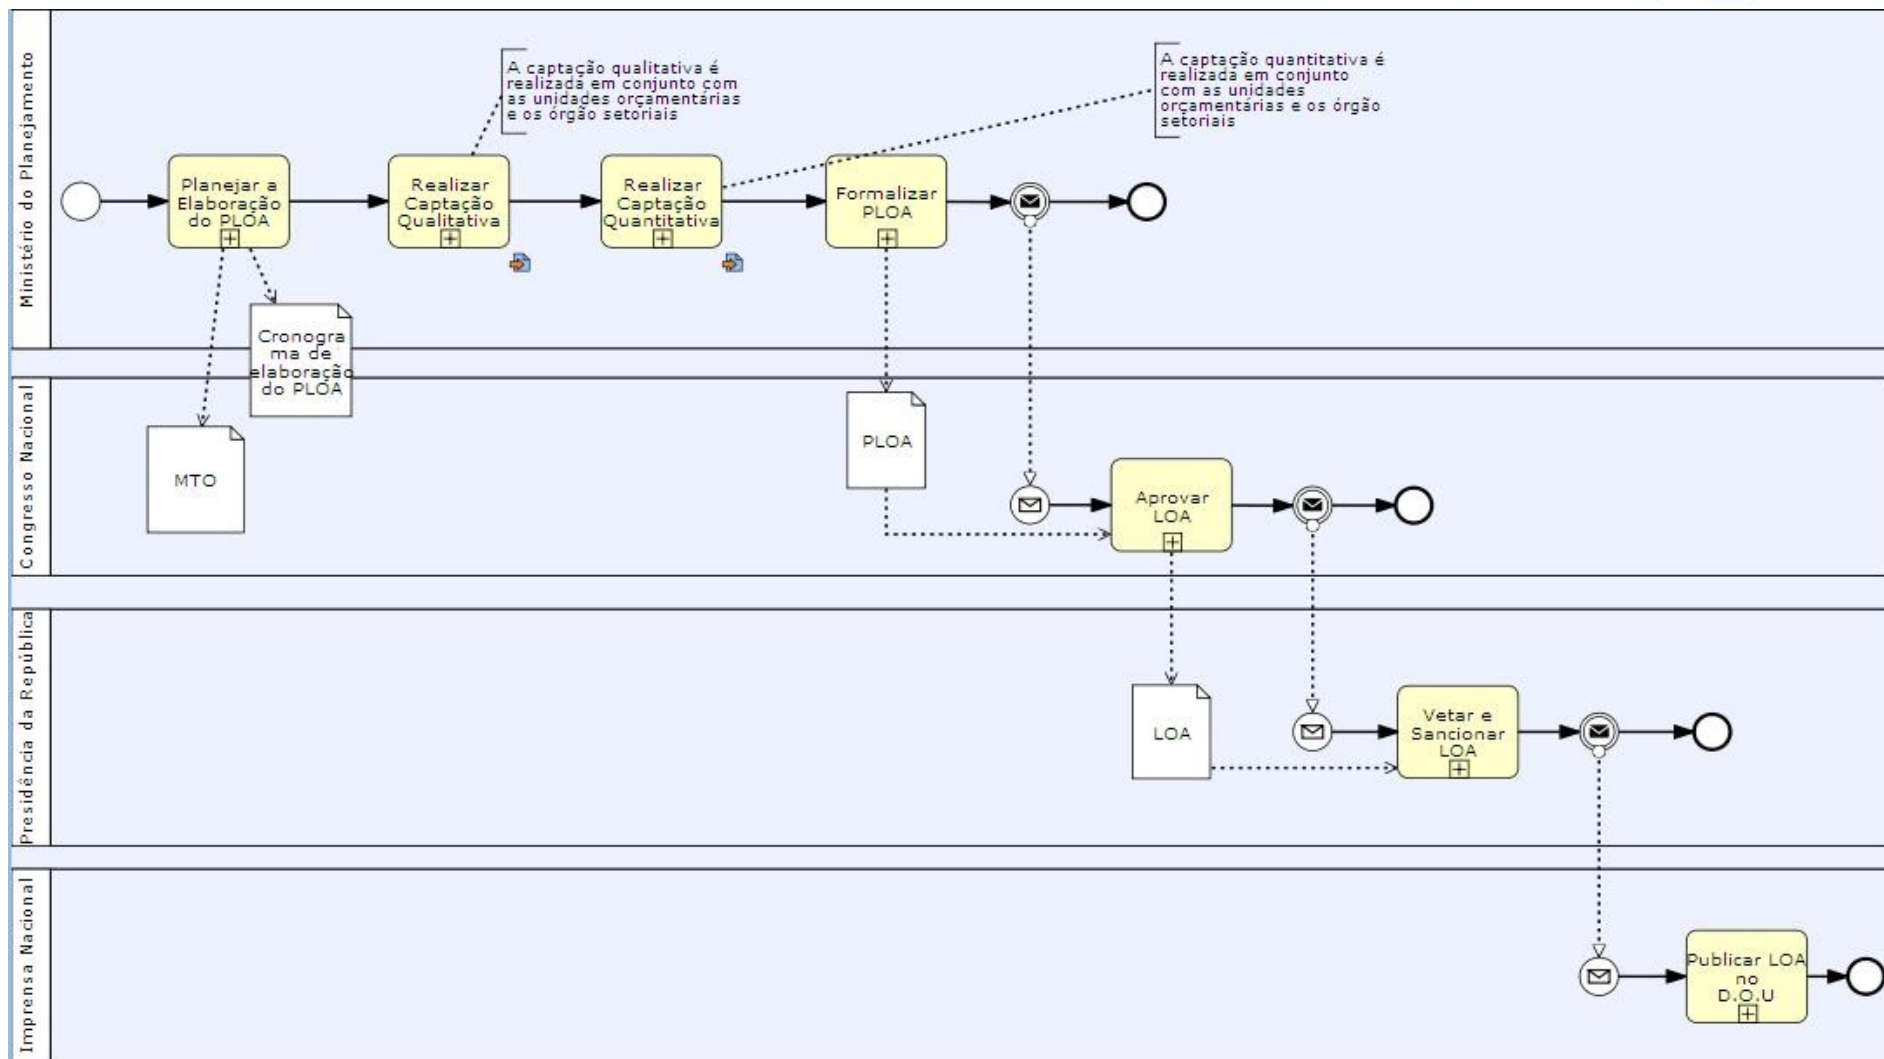 Ministério do Planejamento
A captação qualitativa é
realizada em conjunto com
as unidades orçamentárias
e os órgão setoriais
A captação quantitativa é
realizada em conjunto
com as unidades
orçamentárias e os órgão
setoriais
Planejar a
Elaboração
do PLOA
Realizar
Captação
Qualitativa
Realizar
Captação
Quantitativa
Formalizar
PLOA
Cronogra
ma de
elaboração
do PLOA
Congresso Nacional
MTO
PLOA
Aprovar
LOA
Presidência da República
LOA
Vetar e
Sancionar
LOA
Imprensa Nacional
Publicar LOA
no
D.O.U